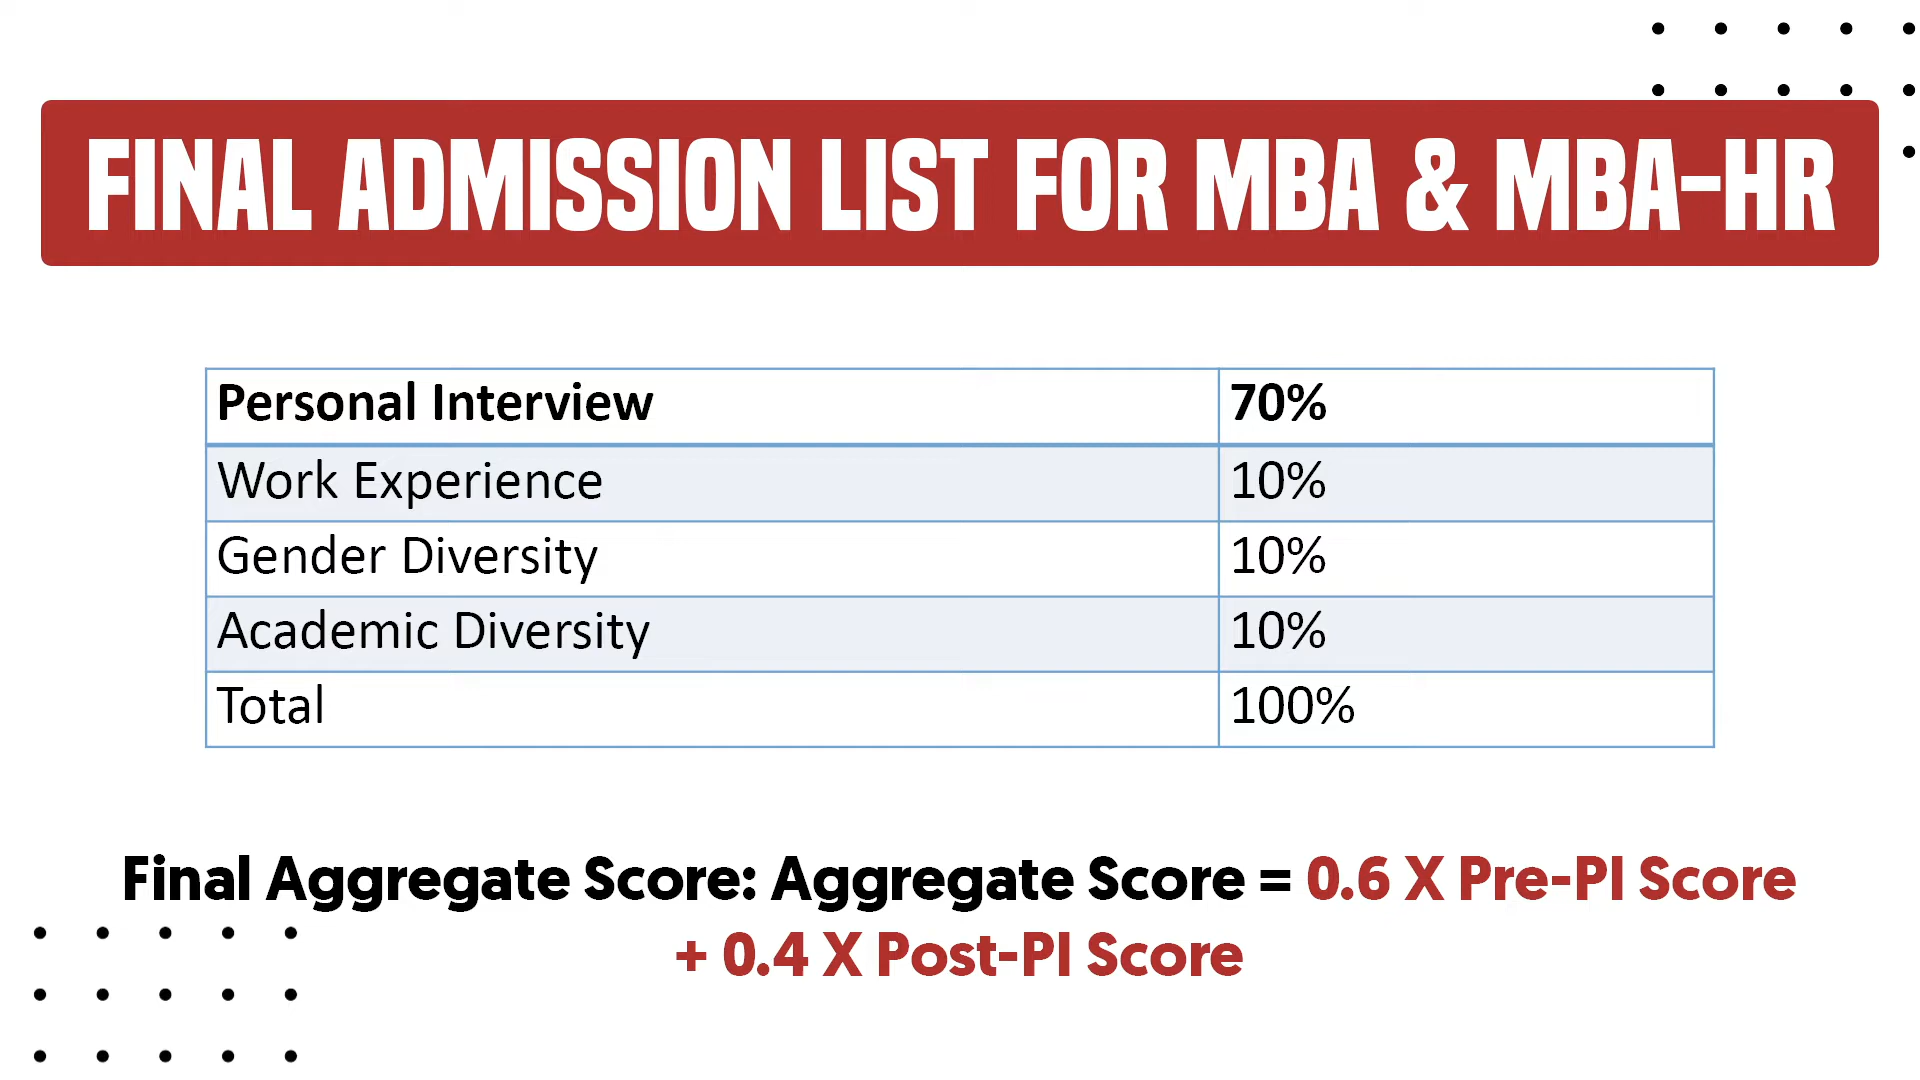 FINAL ADMISSION LIST FOR MBA & MBA-HR
Personal Interview 70%
Work Experience 10%
Gender Diversity 10%
Academic Diversity 10%
Total 100%
Final Aggregate Score: Aggregate Score = 0.6 X Pre-PI Score
+ 0.4 X Post-PI Score